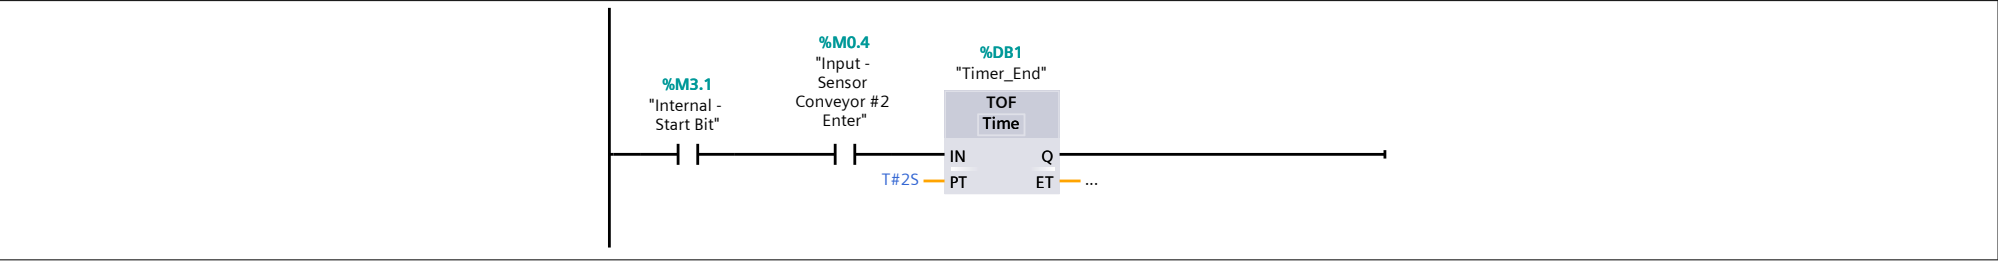 %M3.1
"Internal -
Start Bit"
%M0.4
"Input -
Sensor
Conveyor #2
Enter"
%DB1
"Timer_End"
TOF
Time
IN
Q
T#2S
PT
ET
...